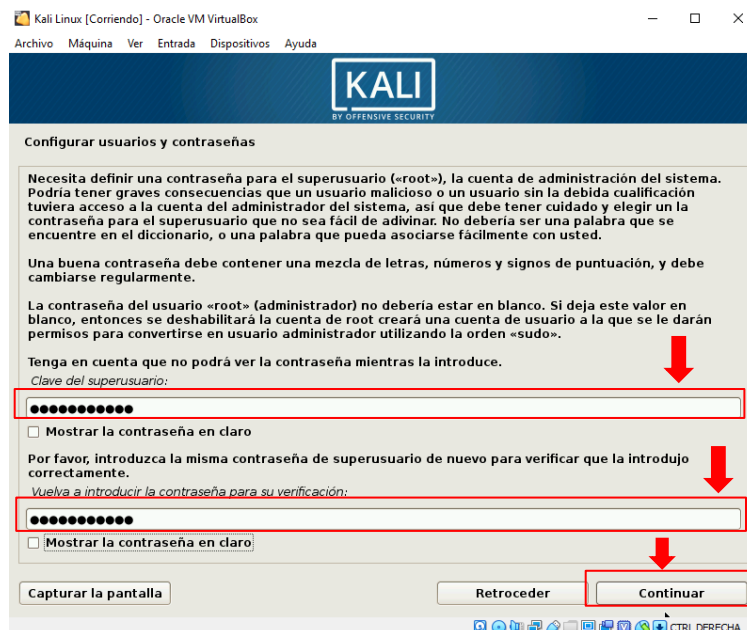 Kali Linux [Corriendo] - Oracle VM VirtualBox
Archivo Máquina Ver Entrada Dispositivos Ayuda
KALI
BY OFFENSIVE SECURITY
Configurar usuarios y contraseñas
Necesita definir una contraseña para el superusuario («root»), la cuenta de administración del sistema.
Podría tener graves consecuencias que un usuario malicioso o un usuario sin la debida cualificación
tuviera acceso a la cuenta del administrador del sistema, así que debe tener cuidado y elegir un la
contraseña para el superusuario que no sea fácil de adivinar. No debería ser una palabra que se
encuentre en el diccionario, o una palabra que pueda asociarse fácilmente con usted.
Una buena contraseña debe contener una mezcla de letras, números y signos de puntuación, y debe
cambiarse regularmente.
La contraseña del usuario «root» (administrador) no debería estar en blanco. Si deja este valor en
blanco, entonces se deshabilitará la cuenta de root creará una cuenta de usuario a la que se le darán
permisos para convertirse en usuario administrador utilizando la orden «sudo».
Tenga en cuenta que no podrá ver la contraseña mientras la introduce.
Clave del superusuario:
●●●●●●●●●●●
Mostrar la contraseña en claro
Por favor, introduzca la misma contraseña de superusuario de nuevo para verificar que la introdujo
correctamente.
Vuelva a introducir la contraseña para su verificación:
●●●●●●●●●●●
Mostrar la contraseña en claro
Capturar la pantalla Retroceder Continuar
CTRL DERECHA